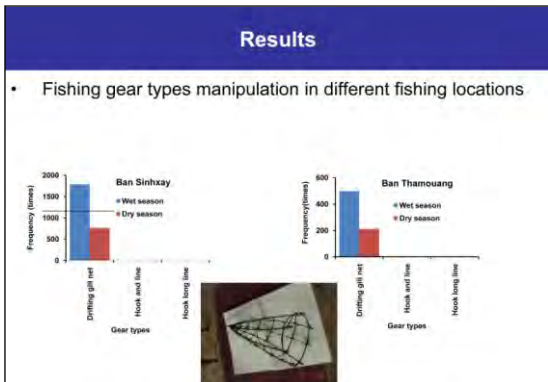 Results
• Fishing gear types manipulation in different fishing locations
Ban Sinhxay
Wet season
Dry season
Frequency (times)
2000
1500
1000
500
0
Drifting gill net
Hook and line
Hook long line
Gear types
Ban Thamouang
Wet season
Dry season
Frequency(times)
600
400
200
0
Drifting gill net
Hook and line
Hook long line
Gear types